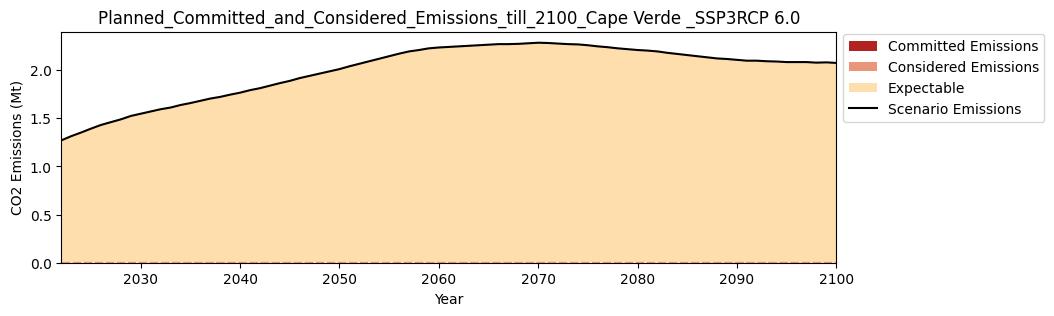 Planned_Committed_and_Considered_Emissions_till_2100_Cape Verde _SSP3RCP 6.0
Committed Emissions
Considered Emissions
Expectable
Scenario Emissions
CO2 Emissions (Mt)
2.0
1.5
1.0
0.5
0.0
2030 2040 2050 2060 2070 2080 2090 2100
Year